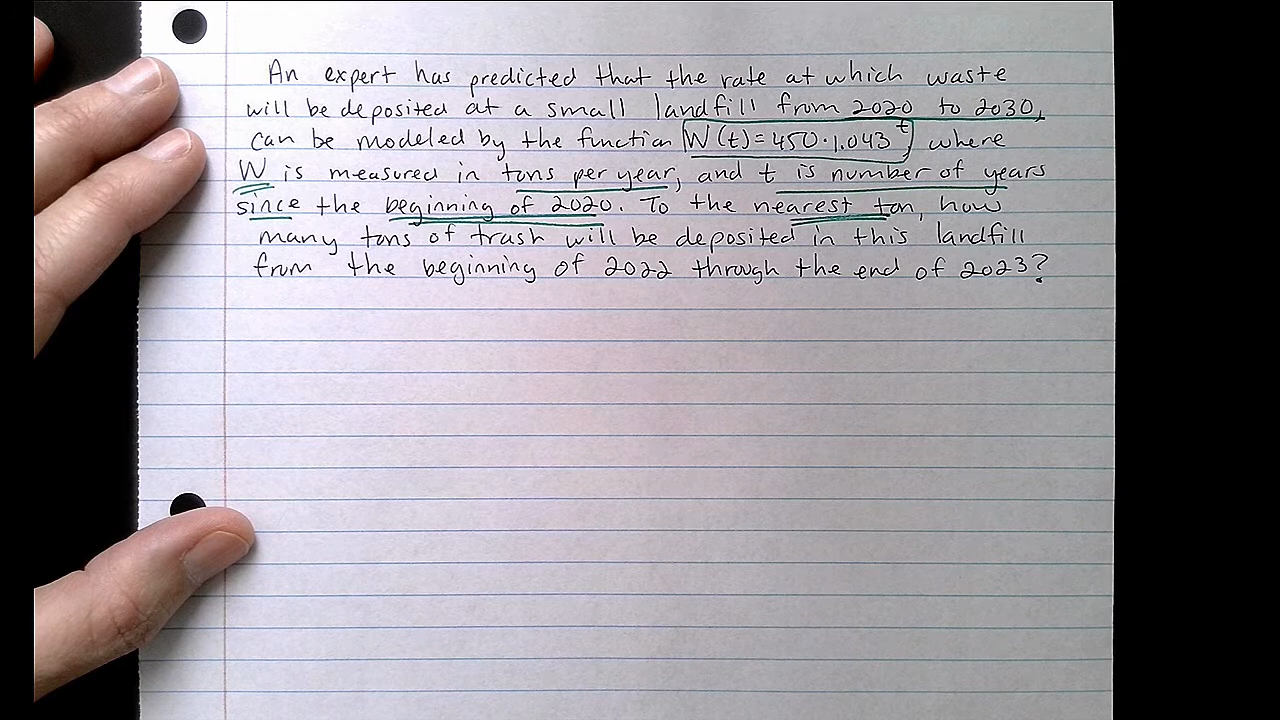 An expert has predicted that the rate at which waste
will be deposited at a small landfill from 2020 to 2030,
can be modeled by the function W(t)=450·1.043^t where
W is measured in tons per year, and t is number of years
since the beginning of 2020. To the nearest ton, how
many tons of trash will be deposited in this landfill
from the beginning of 2022 through the end of 2023?